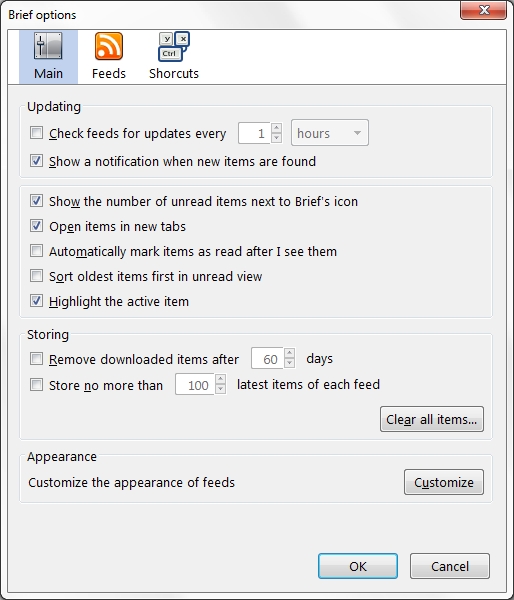 Brief options
Y X
Ctrl
Main Feeds Shorcuts
Updating
Check feeds for updates every 1 hours
Show a notification when new items are found
Show the number of unread items next to Brief's icon
Open items in new tabs
Automatically mark items as read after I see them
Sort oldest items first in unread view
Highlight the active item
Storing
Remove downloaded items after 60 days
Store no more than 100 latest items of each feed
Clear all items...
Appearance
Customize the appearance of feeds Customize
OK Cancel